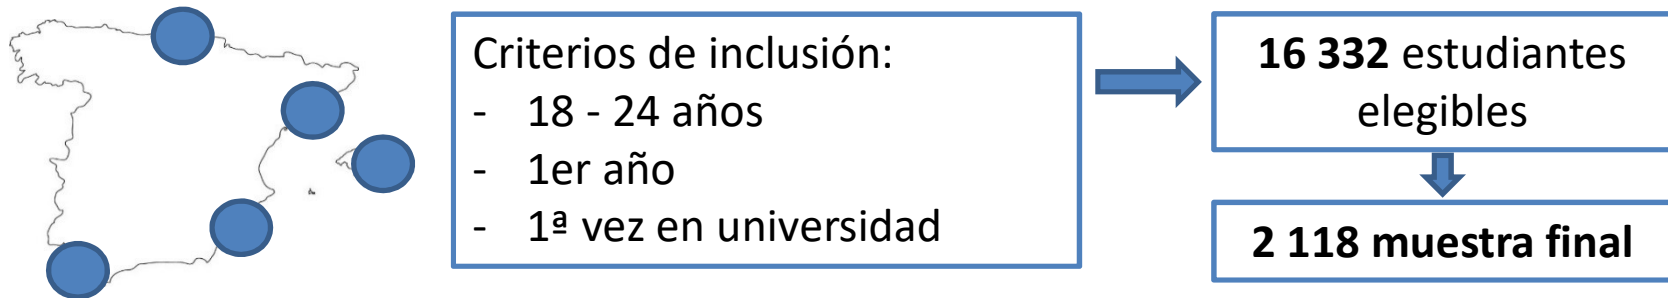 Criterios de inclusión:
- 18 - 24 años
- 1er año
- 1ª vez en universidad
16 332 estudiantes
elegibles
2 118 muestra final